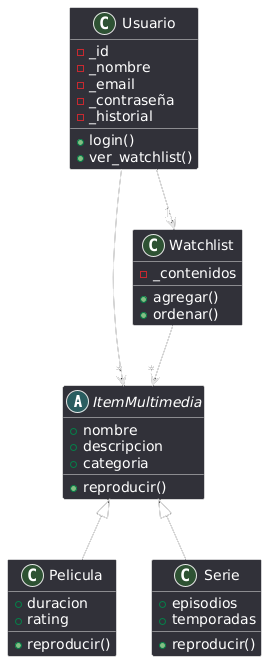 C Usuario
_id
_nombre
_email
_contraseña
_historial
login()
ver_watchlist()
C Watchlist
_contenidos
agregar()
ordenar()
* *
A ItemMultimedia
nombre
descripcion
categoria
reproducir()
C Pelicula
duracion
rating
reproducir()
C Serie
episodios
temporadas
reproducir()